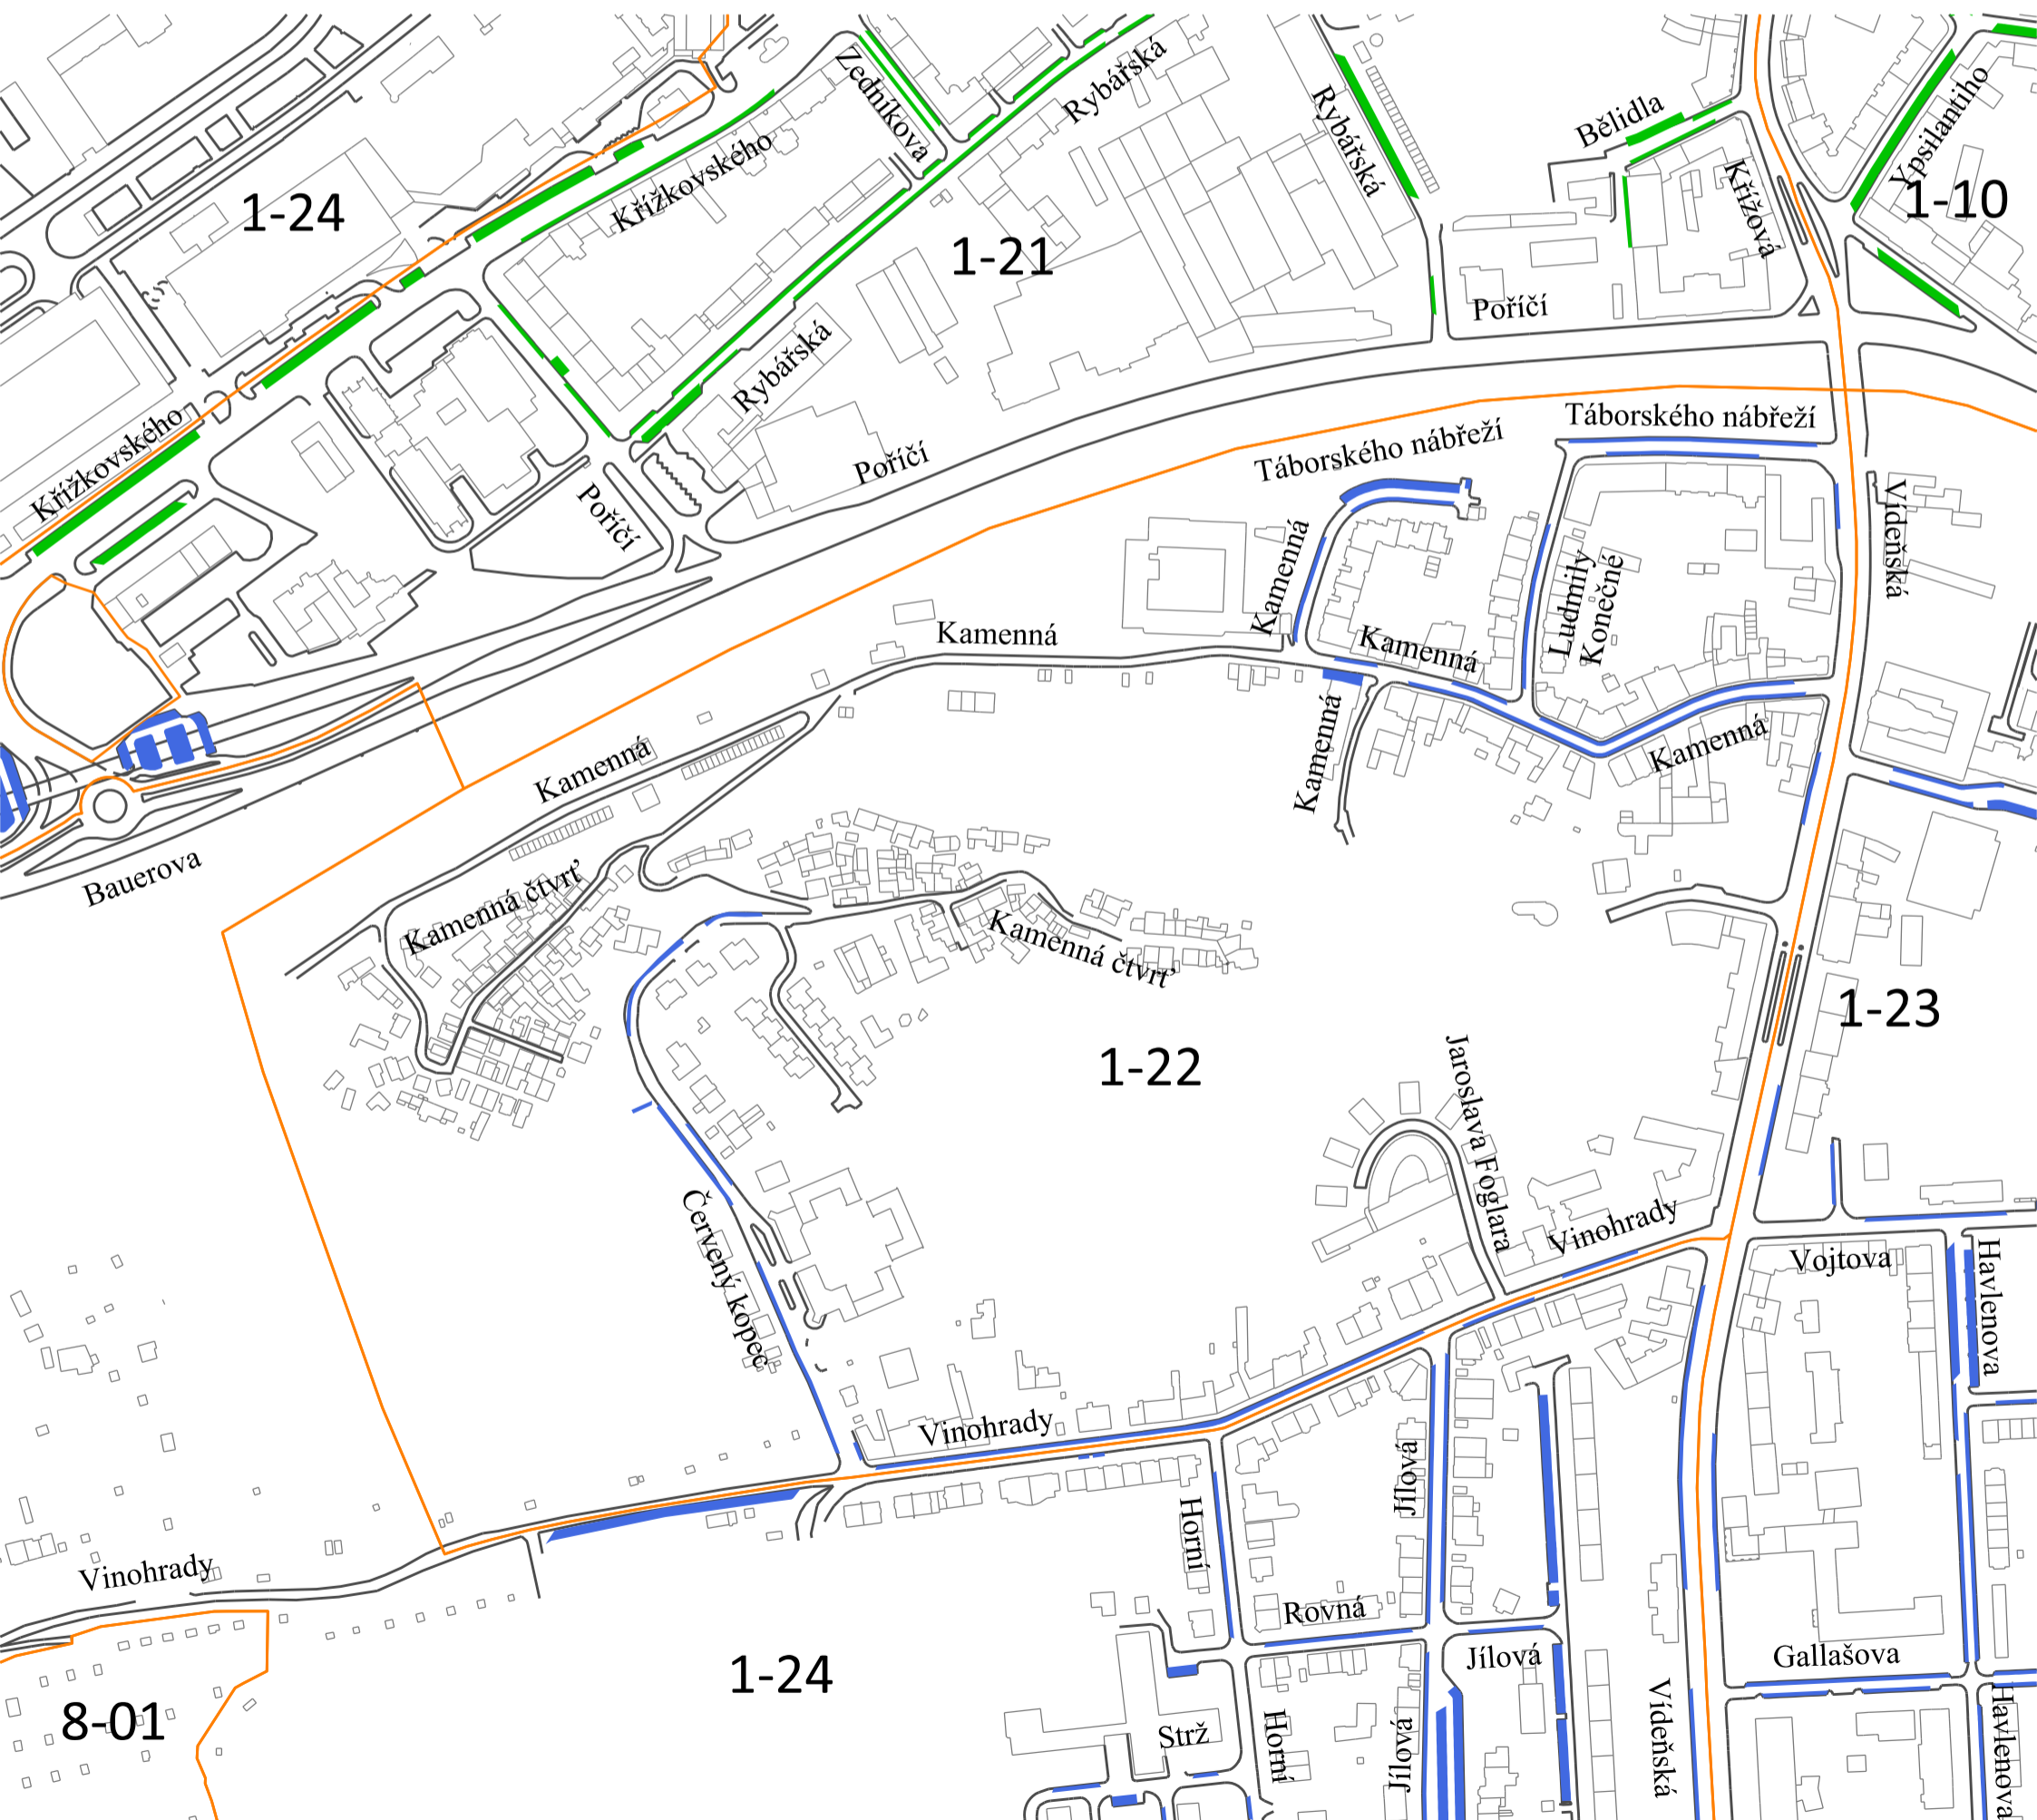 Zedníkova
Rybářská
Rybářská
Bělidla
Ypsilantiho
1-10
1-24
Křížkovského
Křížová
1-21
Poříčí
Rybářská
Křížkovského
Poříčí
Poříčí
Táborského nábřeží
Táborského nábřeží
Vídeňská
Kamenná
Kamenná
Kamenná
Ludmily
Konečné
Kamenná
Kamenná
Kamenná
Bauerova
Kamenná čtvrť
Kamenná čtvrť
1-23
1-22
Jaroslava Foglara
Červený kopec
Vinohrady
Vojtova
Havlenova
Vinohrady
Jílová
Horní
Vinohrady
Rovná
Jílová
Gallašova
1-24
8-01
Strž
Horní
Jílová
Vídeňská
Havlenova